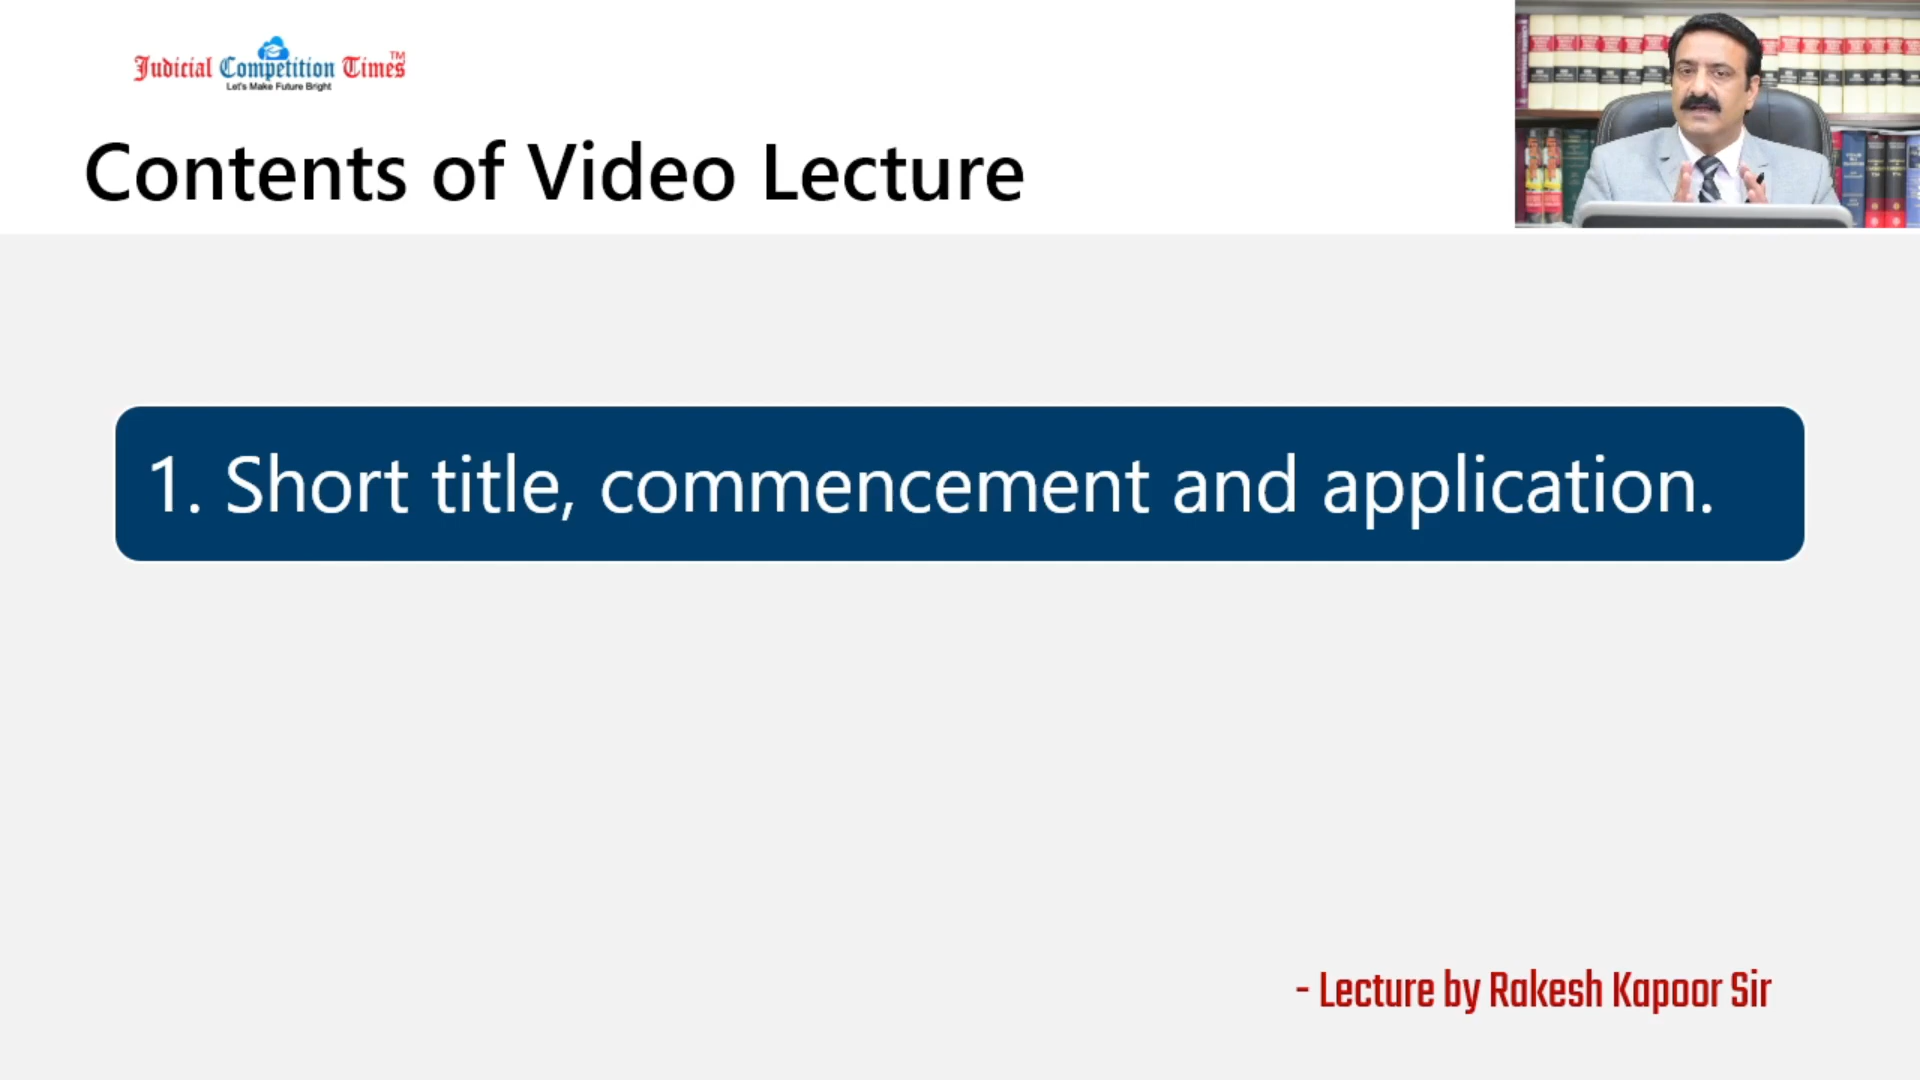 Judicial Competition Times™
Let's Make Future Bright
Contents of Video Lecture
1. Short title, commencement and application.
- Lecture by Rakesh Kapoor Sir